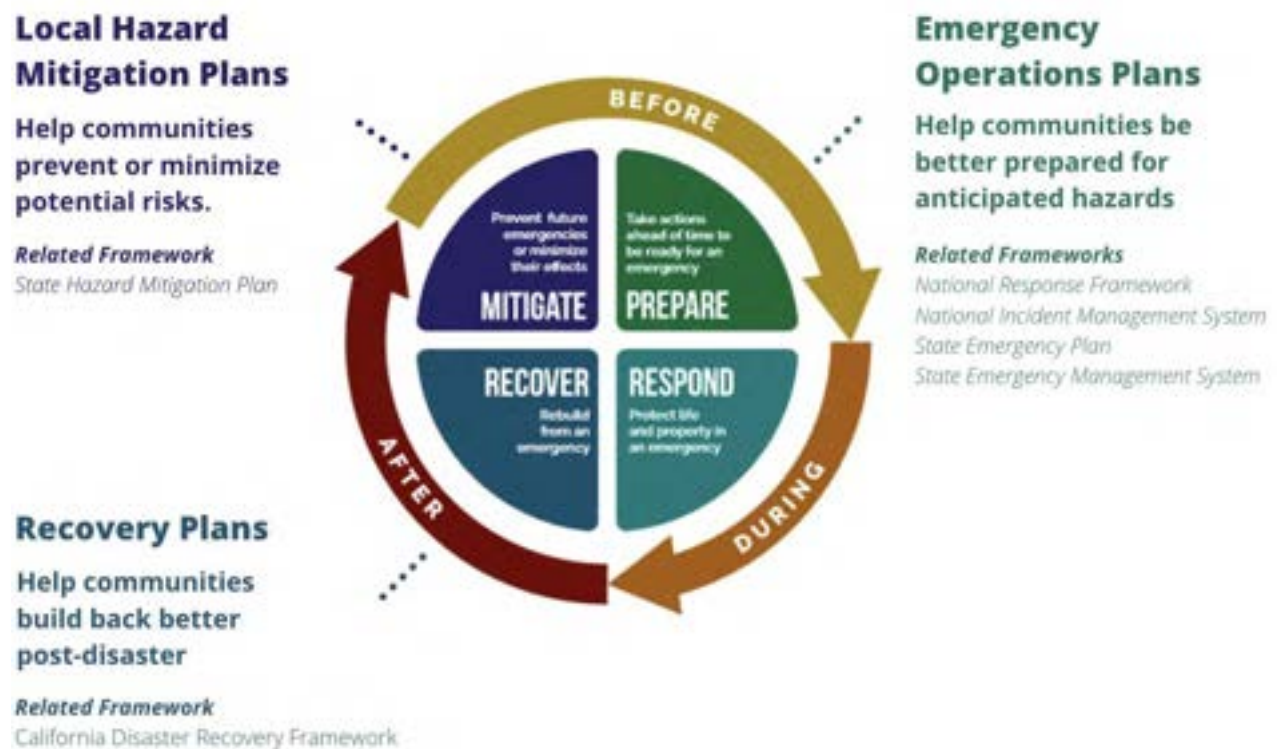 Local Hazard
Mitigation Plans
Help communities
prevent or minimize
potential risks.
Related Framework
State Hazard Mitigation Plan
Emergency
Operations Plans
Help communities be
better prepared for
anticipated hazards
Related Frameworks
National Response Framework
National Incident Management System
State Emergency Plan
State Emergency Management System
BEFORE
Prevent future
emergencies
or minimize
their effects
MITIGATE
Take actions
ahead of time to
be ready for an
emergency
PREPARE
RECOVER
Rebuild
from an
emergency
RESPOND
Protect life
and property in
an emergency
DURING
AFTER
Recovery Plans
Help communities
build back better
post-disaster
Related Framework
California Disaster Recovery Framework